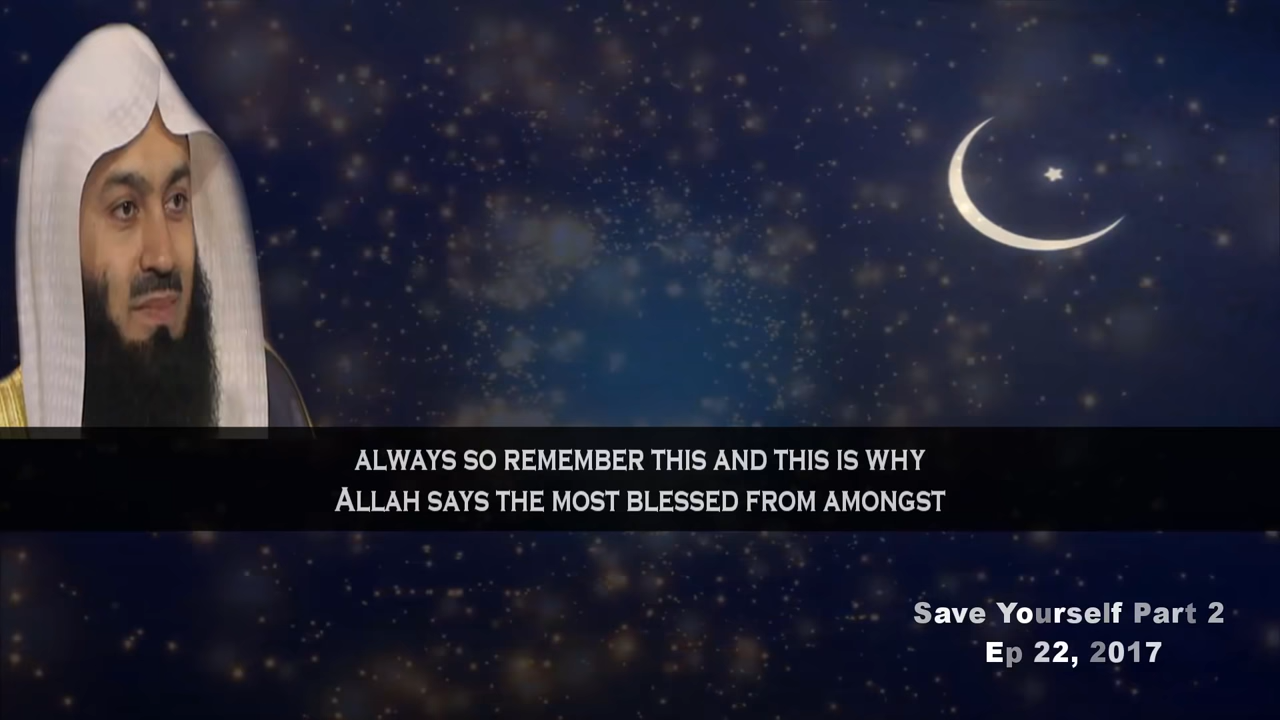 ALWAYS SO REMEMBER THIS AND THIS IS WHY
ALLAH SAYS THE MOST BLESSED FROM AMONGST
Save Yourself Part 2
Ep 22, 2017